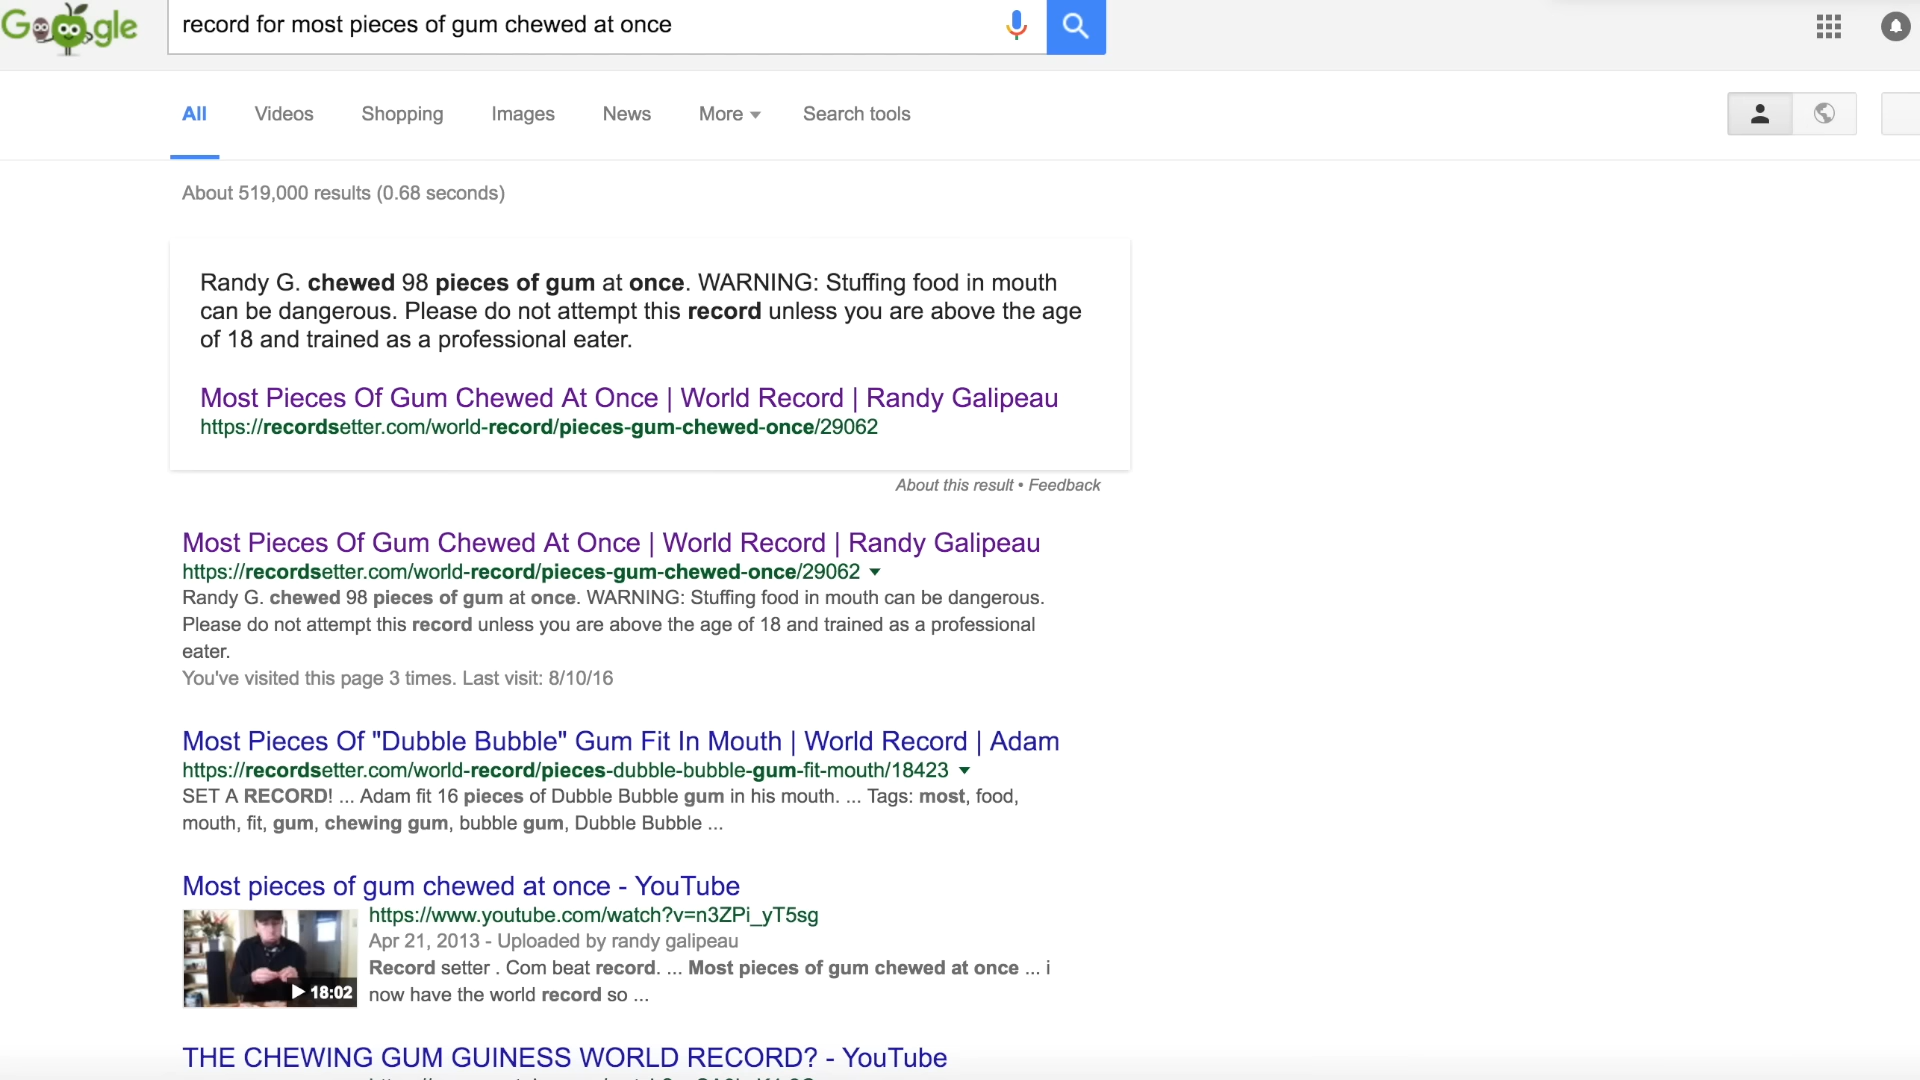 Google
record for most pieces of gum chewed at once
All Videos Shopping Images News More Search tools
About 519,000 results (0.68 seconds)
Randy G. chewed 98 pieces of gum at once. WARNING: Stuffing food in mouth
can be dangerous. Please do not attempt this record unless you are above the age
of 18 and trained as a professional eater.
Most Pieces Of Gum Chewed At Once | World Record | Randy Galipeau
https://recordsetter.com/world-record/pieces-gum-chewed-once/29062
About this result • Feedback
Most Pieces Of Gum Chewed At Once | World Record | Randy Galipeau
https://recordsetter.com/world-record/pieces-gum-chewed-once/29062
Randy G. chewed 98 pieces of gum at once. WARNING: Stuffing food in mouth can be dangerous.
Please do not attempt this record unless you are above the age of 18 and trained as a professional
eater.
You've visited this page 3 times. Last visit: 8/10/16
Most Pieces Of "Dubble Bubble" Gum Fit In Mouth | World Record | Adam
https://recordsetter.com/world-record/pieces-dubble-bubble-gum-fit-mouth/18423
SET A RECORD! ... Adam fit 16 pieces of Dubble Bubble gum in his mouth. ... Tags: most, food,
mouth, fit, gum, chewing gum, bubble gum, Dubble Bubble ...
Most pieces of gum chewed at once - YouTube
https://www.youtube.com/watch?v=n3ZPi_yT5sg
Apr 21, 2013 - Uploaded by randy galipeau
Record setter . Com beat record. ... Most pieces of gum chewed at once ... i
now have the world record so ...
18:02
THE CHEWING GUM GUINESS WORLD RECORD? - YouTube